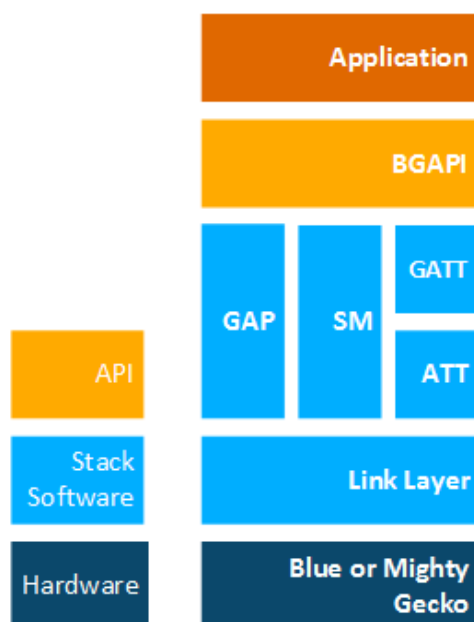 Application
BGAPI
GATT
GAP
SM
API
ATT
Stack
Software
Link Layer
Hardware
Blue or Mighty
Gecko